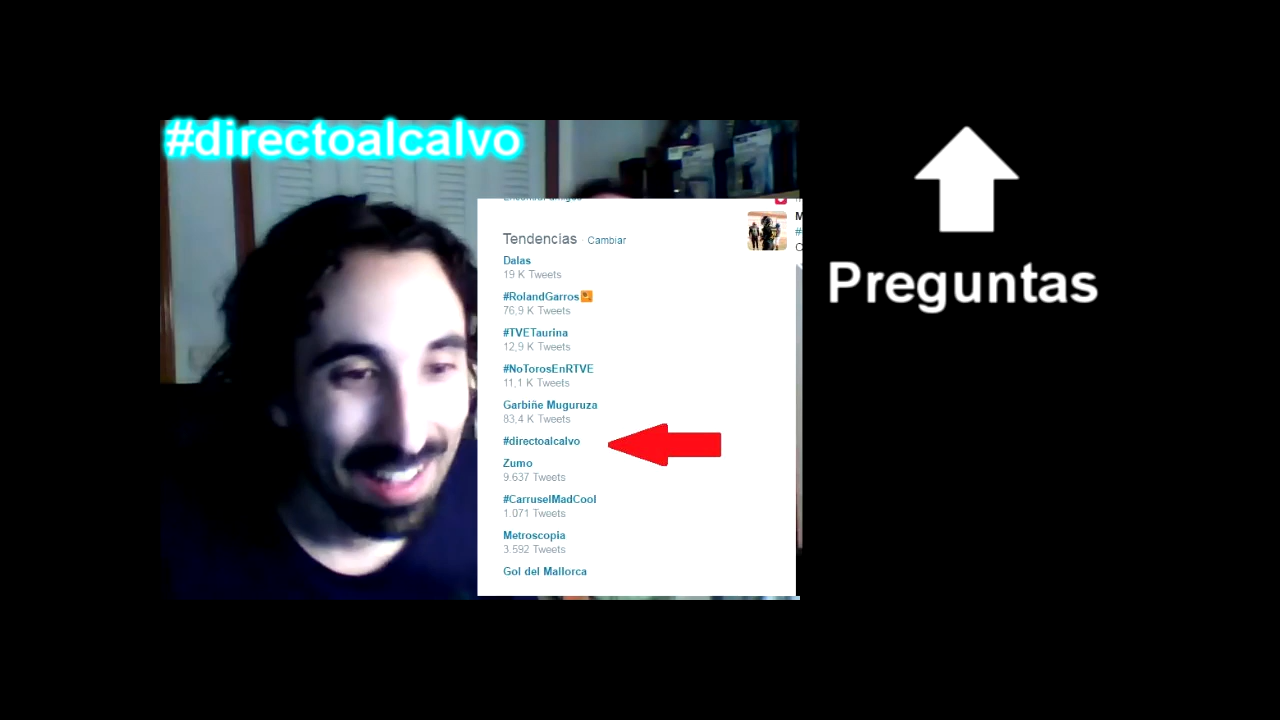 #directoalcalvo
Tendencias · Cambiar
Dalas
19 K Tweets
#RolandGarros
76,9 K Tweets
#TVETaurina
12,9 K Tweets
#NoTorosEnRTVE
11,1 K Tweets
Garbiñe Muguruza
83,4 K Tweets
#directoalcalvo
Zumo
9.637 Tweets
#CarruselMadCool
1.071 Tweets
Metroscopia
3.592 Tweets
Gol del Mallorca
M
#
C
Preguntas